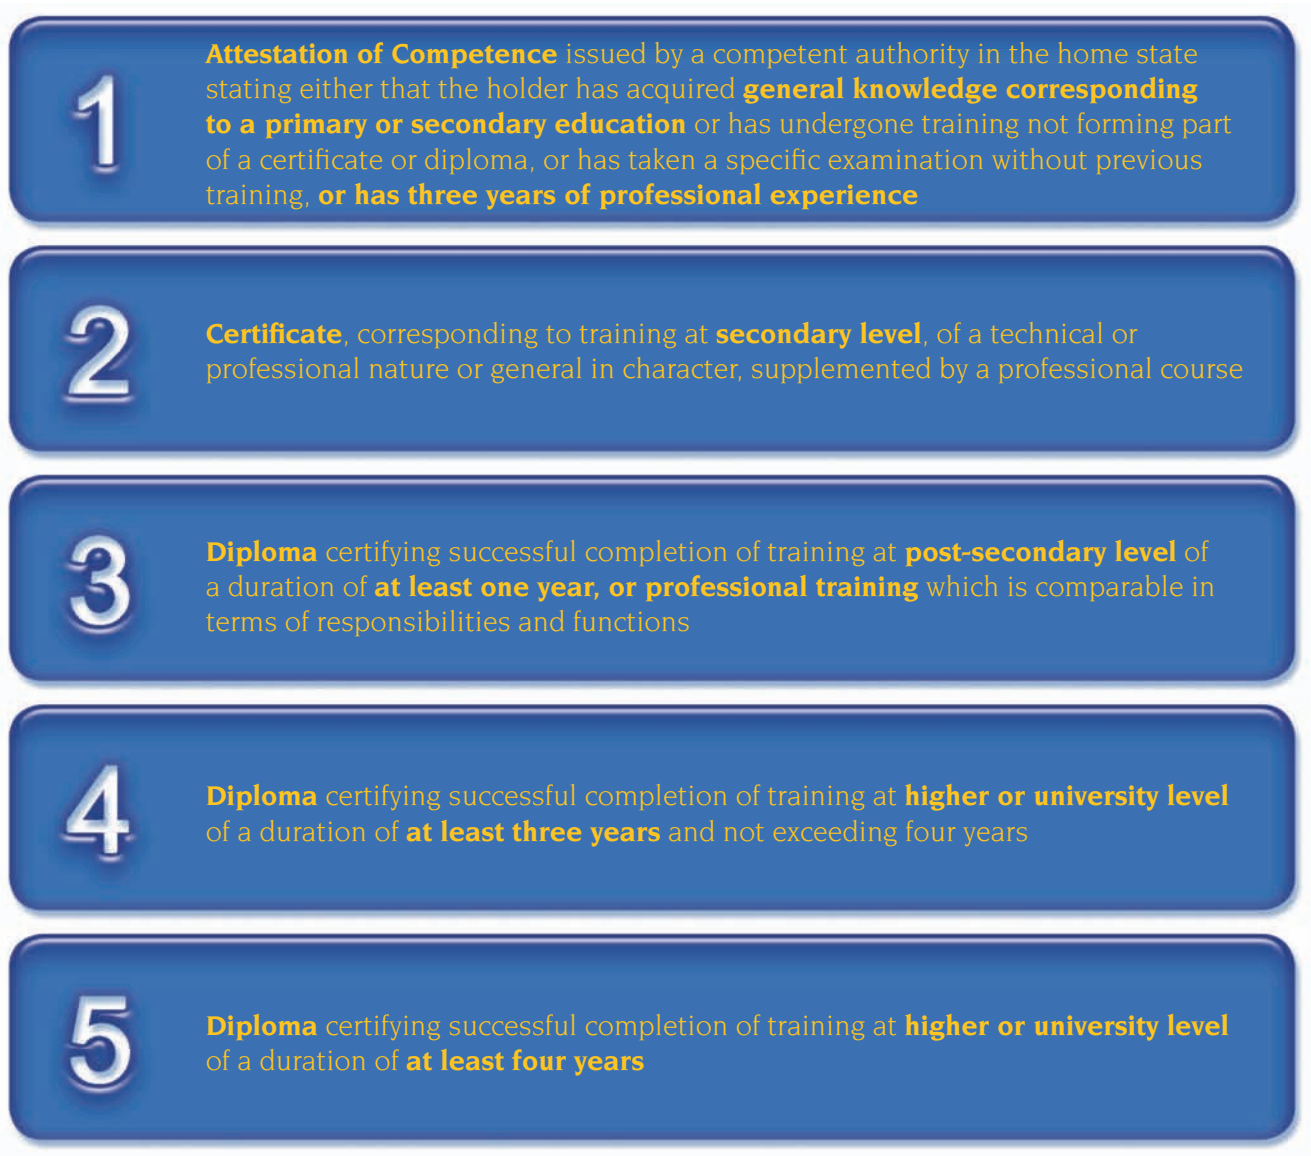 1
Attestation of Competence issued by a competent authority in the home state
stating either that the holder has acquired general knowledge corresponding
to a primary or secondary education or has undergone training not forming part
of a certificate or diploma, or has taken a specific examination without previous
training, or has three years of professional experience
2
Certificate, corresponding to training at secondary level, of a technical or
professional nature or general in character, supplemented by a professional course
3
Diploma certifying successful completion of training at post-secondary level of
a duration of at least one year, or professional training which is comparable in
terms of responsibilities and functions
4
Diploma certifying successful completion of training at higher or university level
of a duration of at least three years and not exceeding four years
5
Diploma certifying successful completion of training at higher or university level
of a duration of at least four years